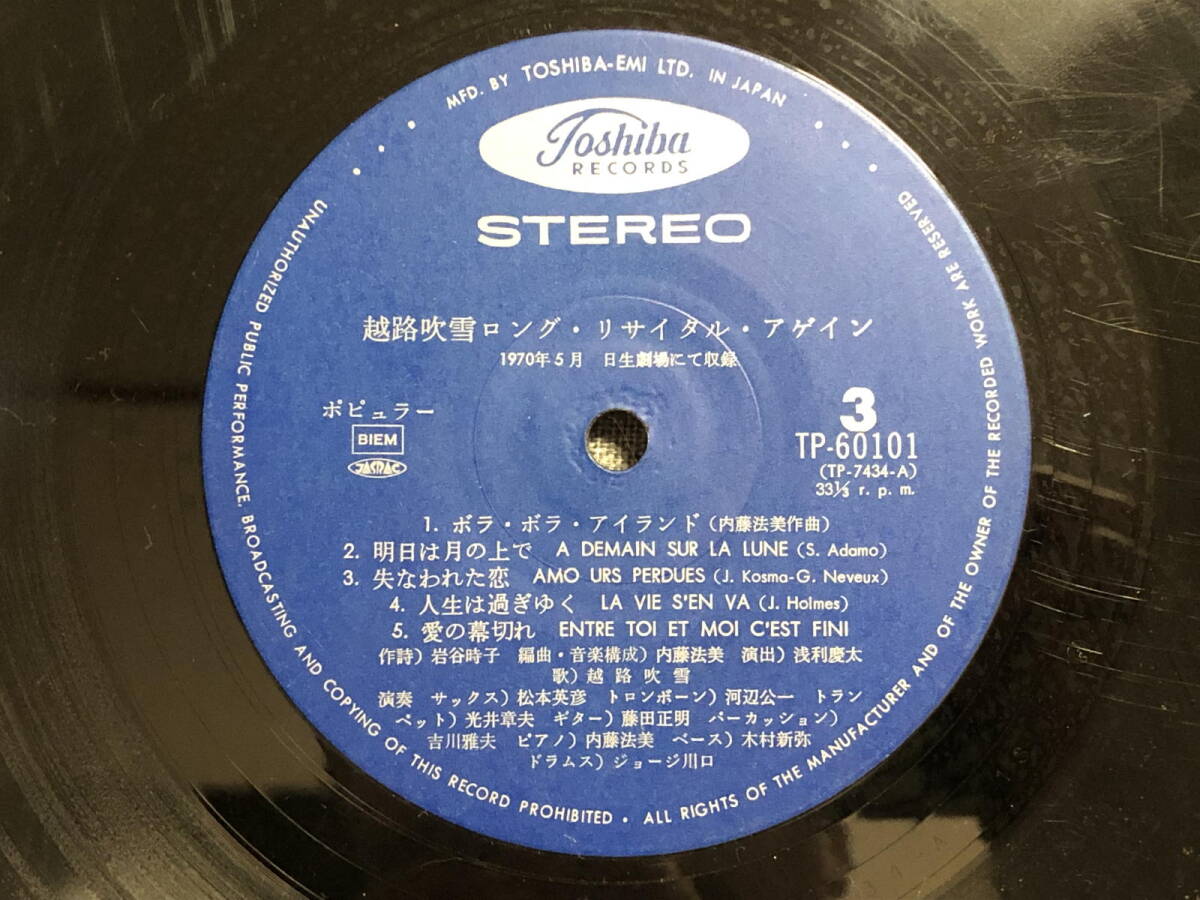 MFD. BY TOSHIBA-EMI LTD. IN JAPAN
Toshiba
RECORDS
STEREO
越路吹雪ロング・リサイタル・アゲイン
1970年5月 日生劇場にて収録
ポピュラー
BIEM
JASRAC
3
TP-60101
(TP-7434-A)
33⅓ r. p. m.
1. ボラ・ボラ・アイランド (内藤法美作曲)
2. 明日は月の上で A DEMAIN SUR LA LUNE (S. Adamo)
3. 失なわれた恋 AMO URS PERDUES (J. Kosma-G. Neveux)
4. 人生は過ぎゆく LA VIE S'EN VA (J. Holmes)
5. 愛の幕切れ ENTRE TOI ET MOI C'EST FINI
作詩) 岩谷時子 編曲・音楽構成) 内藤法美 演出) 浅利慶太
歌) 越路吹雪
演奏 サックス) 松本英彦 トロンボーン) 河辺公一 トラン
ペット) 光井章夫 ギター) 藤田正明 パーカッション)
吉川雅夫 ピアノ) 内藤法美 ベース) 木村新弥
ドラムス) ジョージ川口
UNAUTHORIZED PUBLIC PERFORMANCE, BROADCASTING AND COPYING OF THIS RECORD PROHIBITED • ALL RIGHTS OF THE MANUFACTURER AND OF THE OWNER OF THE RECORDED WORK ARE RESERVED